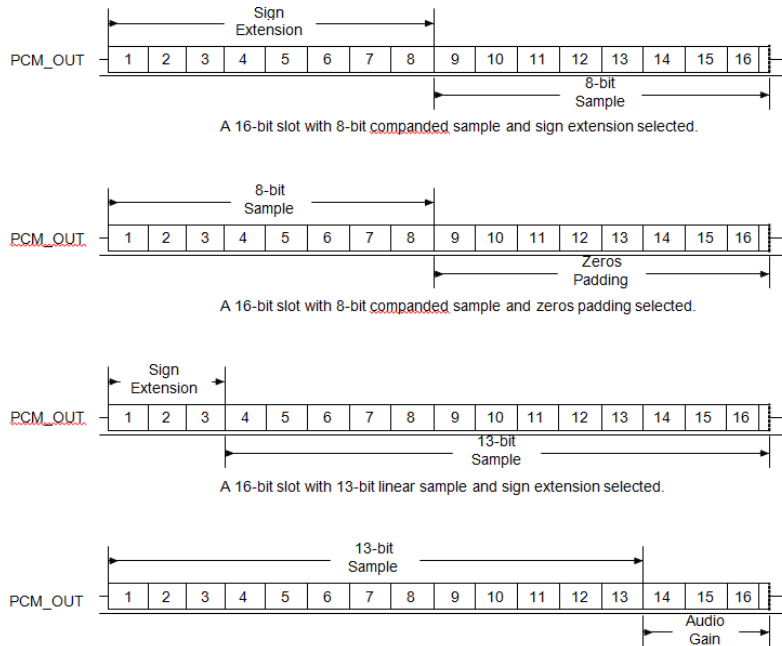 Sign
Extension
PCM_OUT 1 2 3 4 5 6 7 8 9 10 11 12 13 14 15 16
8-bit
Sample
A 16-bit slot with 8-bit companded sample and sign extension selected.
8-bit
Sample
PCM_OUT 1 2 3 4 5 6 7 8 9 10 11 12 13 14 15 16
Zeros
Padding
A 16-bit slot with 8-bit companded sample and zeros padding selected.
Sign
Extension
PCM_OUT 1 2 3 4 5 6 7 8 9 10 11 12 13 14 15 16
13-bit
Sample
A 16-bit slot with 13-bit linear sample and sign extension selected.
13-bit
Sample
PCM_OUT 1 2 3 4 5 6 7 8 9 10 11 12 13 14 15 16
Audio
Gain